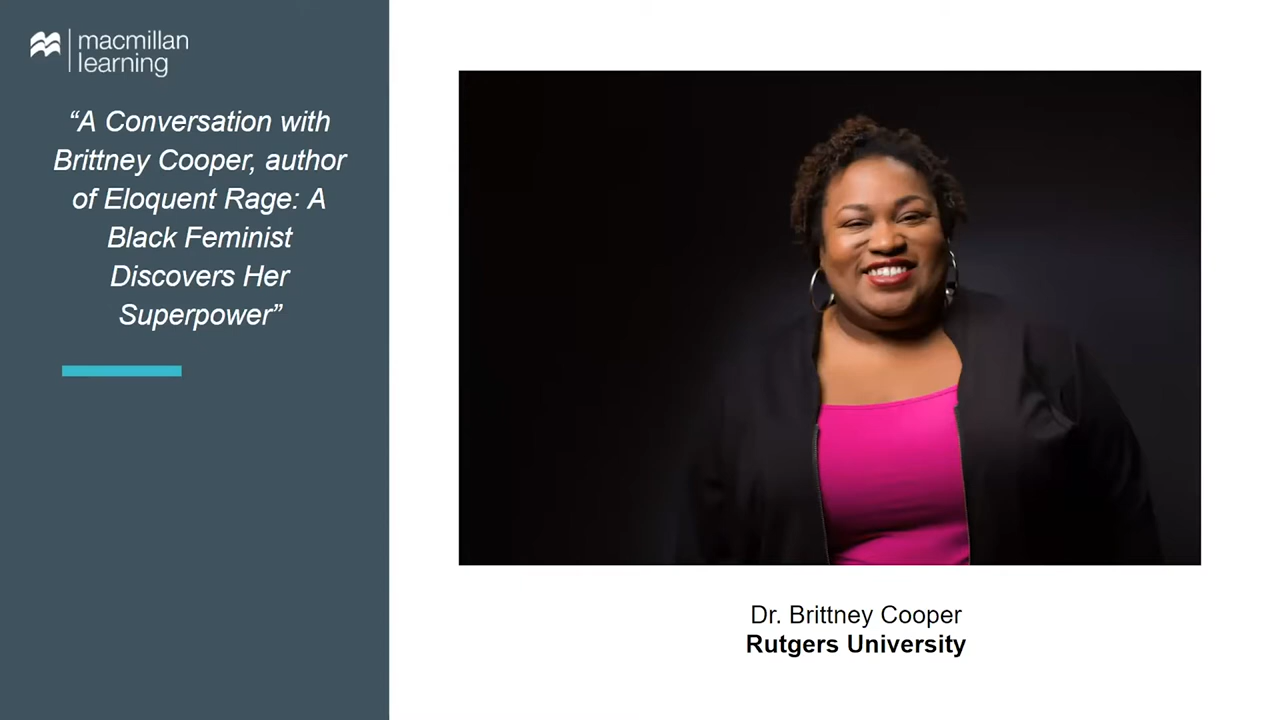 macmillan
learning
“A Conversation with
Brittney Cooper, author
of Eloquent Rage: A
Black Feminist
Discovers Her
Superpower”
Dr. Brittney Cooper
Rutgers University